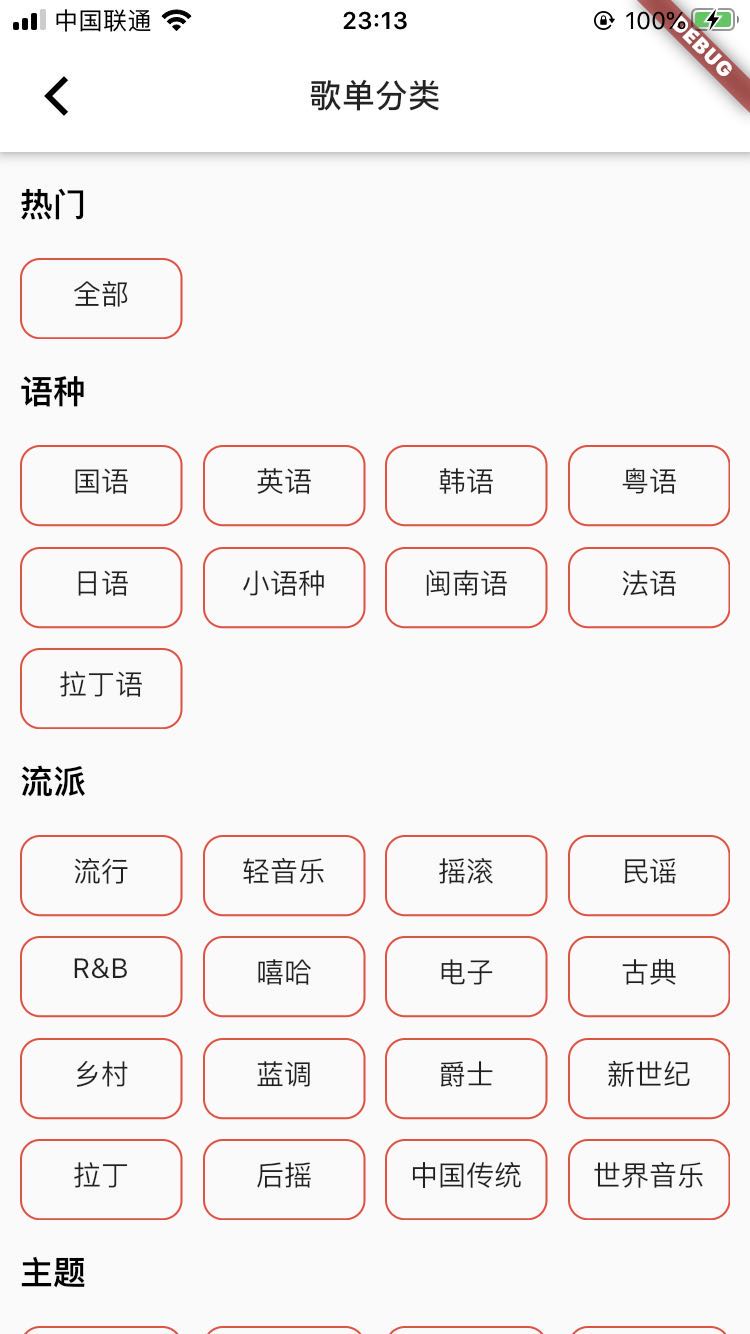 中国联通 23:13 100%
DEBUG
歌单分类
热门
全部
语种
国语 英语 韩语 粤语
日语 小语种 闽南语 法语
拉丁语
流派
流行 轻音乐 摇滚 民谣
R&B 嘻哈 电子 古典
乡村 蓝调 爵士 新世纪
拉丁 后摇 中国传统 世界音乐
主题